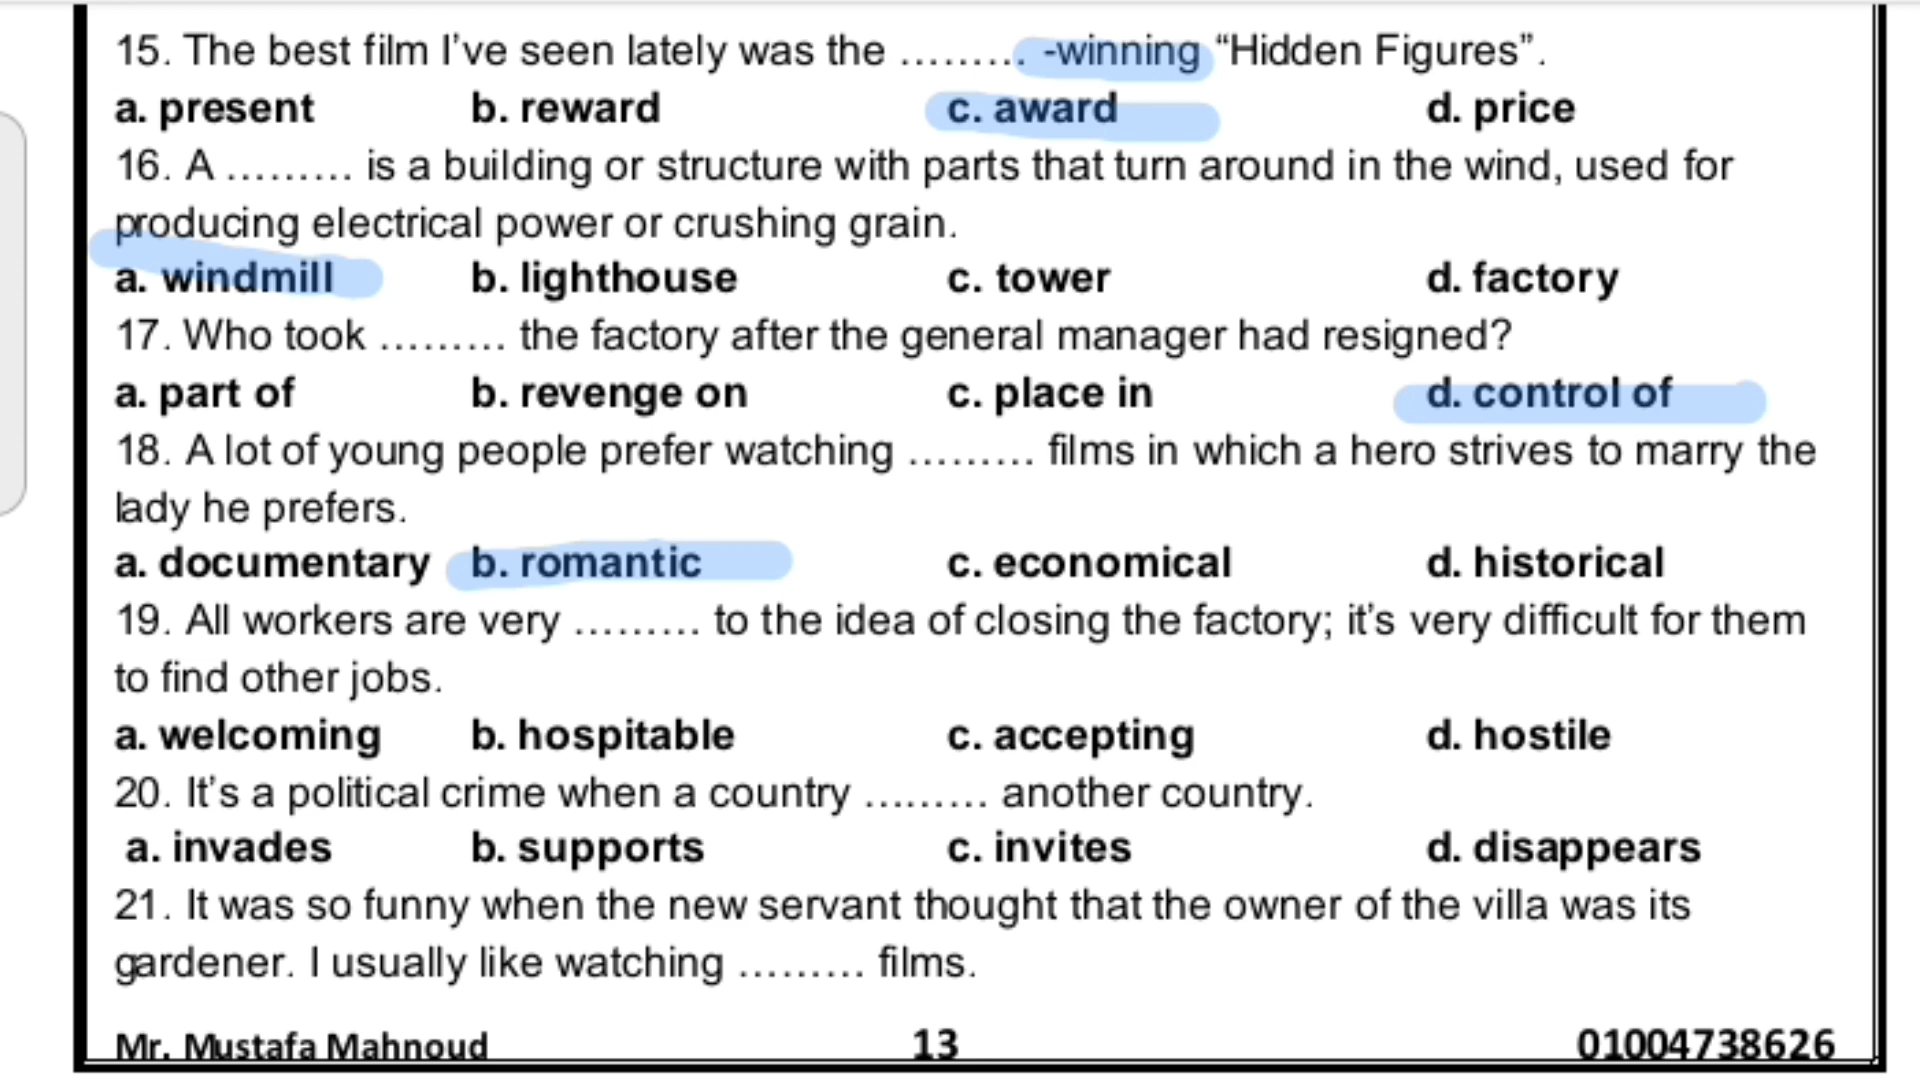 15. The best film I’ve seen lately was the ......... -winning “Hidden Figures”.
a. present b. reward c. award d. price
16. A ......... is a building or structure with parts that turn around in the wind, used for
producing electrical power or crushing grain.
a. windmill b. lighthouse c. tower d. factory
17. Who took ......... the factory after the general manager had resigned?
a. part of b. revenge on c. place in d. control of
18. A lot of young people prefer watching ......... films in which a hero strives to marry the
lady he prefers.
a. documentary b. romantic c. economical d. historical
19. All workers are very ......... to the idea of closing the factory; it’s very difficult for them
to find other jobs.
a. welcoming b. hospitable c. accepting d. hostile
20. It’s a political crime when a country ......... another country.
a. invades b. supports c. invites d. disappears
21. It was so funny when the new servant thought that the owner of the villa was its
gardener. I usually like watching ......... films.
Mr. Mustafa Mahnoud 13 01004738626